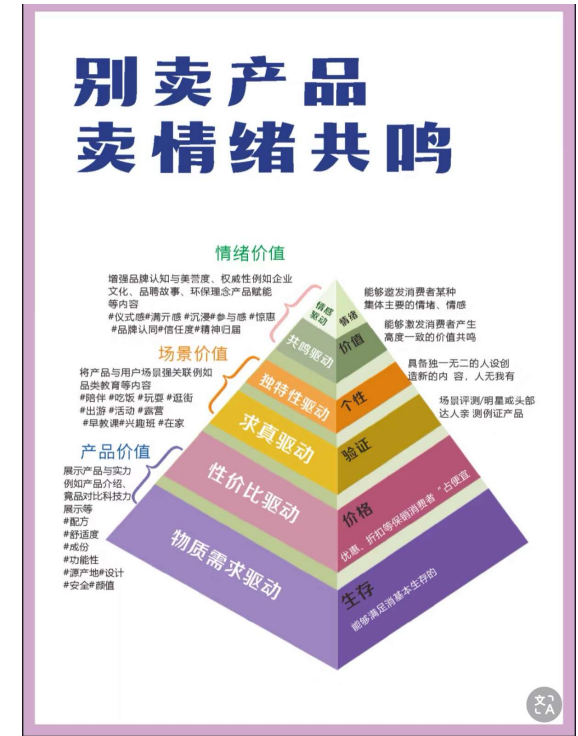 别卖产品
卖情绪共鸣
情绪价值
增强品牌认知与美誉度、权威性例如企业
文化、品聘故事、环保理念产品赋能
等内容
#仪式感#满亓感 #沉浸#参与感 #惊惠
#品牌认同#信任度#精神归届
场景价值
将产品与用户场景强关联例如
品类教育等内容
#陪伴 #吃饭 #玩耍 #逛街
#出游 #活动 #露营
#早教课#兴趣班 #在家
产品价值
展示产品与实力
例如产品介绍、
竟品对比科技力
展示等
#配方
#舒适度
#成份
#功能性
#源产地#设计
#安全#颜值
情感
驱动
共鸣驱动
独特性驱动
求真驱动
性价比驱动
物质需求驱动
情绪
价值
个性
验证
价格
优惠、折扣等保销消费者“占便宜
生存
能够满足消基本生存的
能够邀发消费者某种
集体主要的情堵、情感
能够激发消费者产生
高度一致的价值共鸣
具备独一无二的人设创
造新的内 容，人无我有
场景评测/明星或头部
达人亲 测例证产品